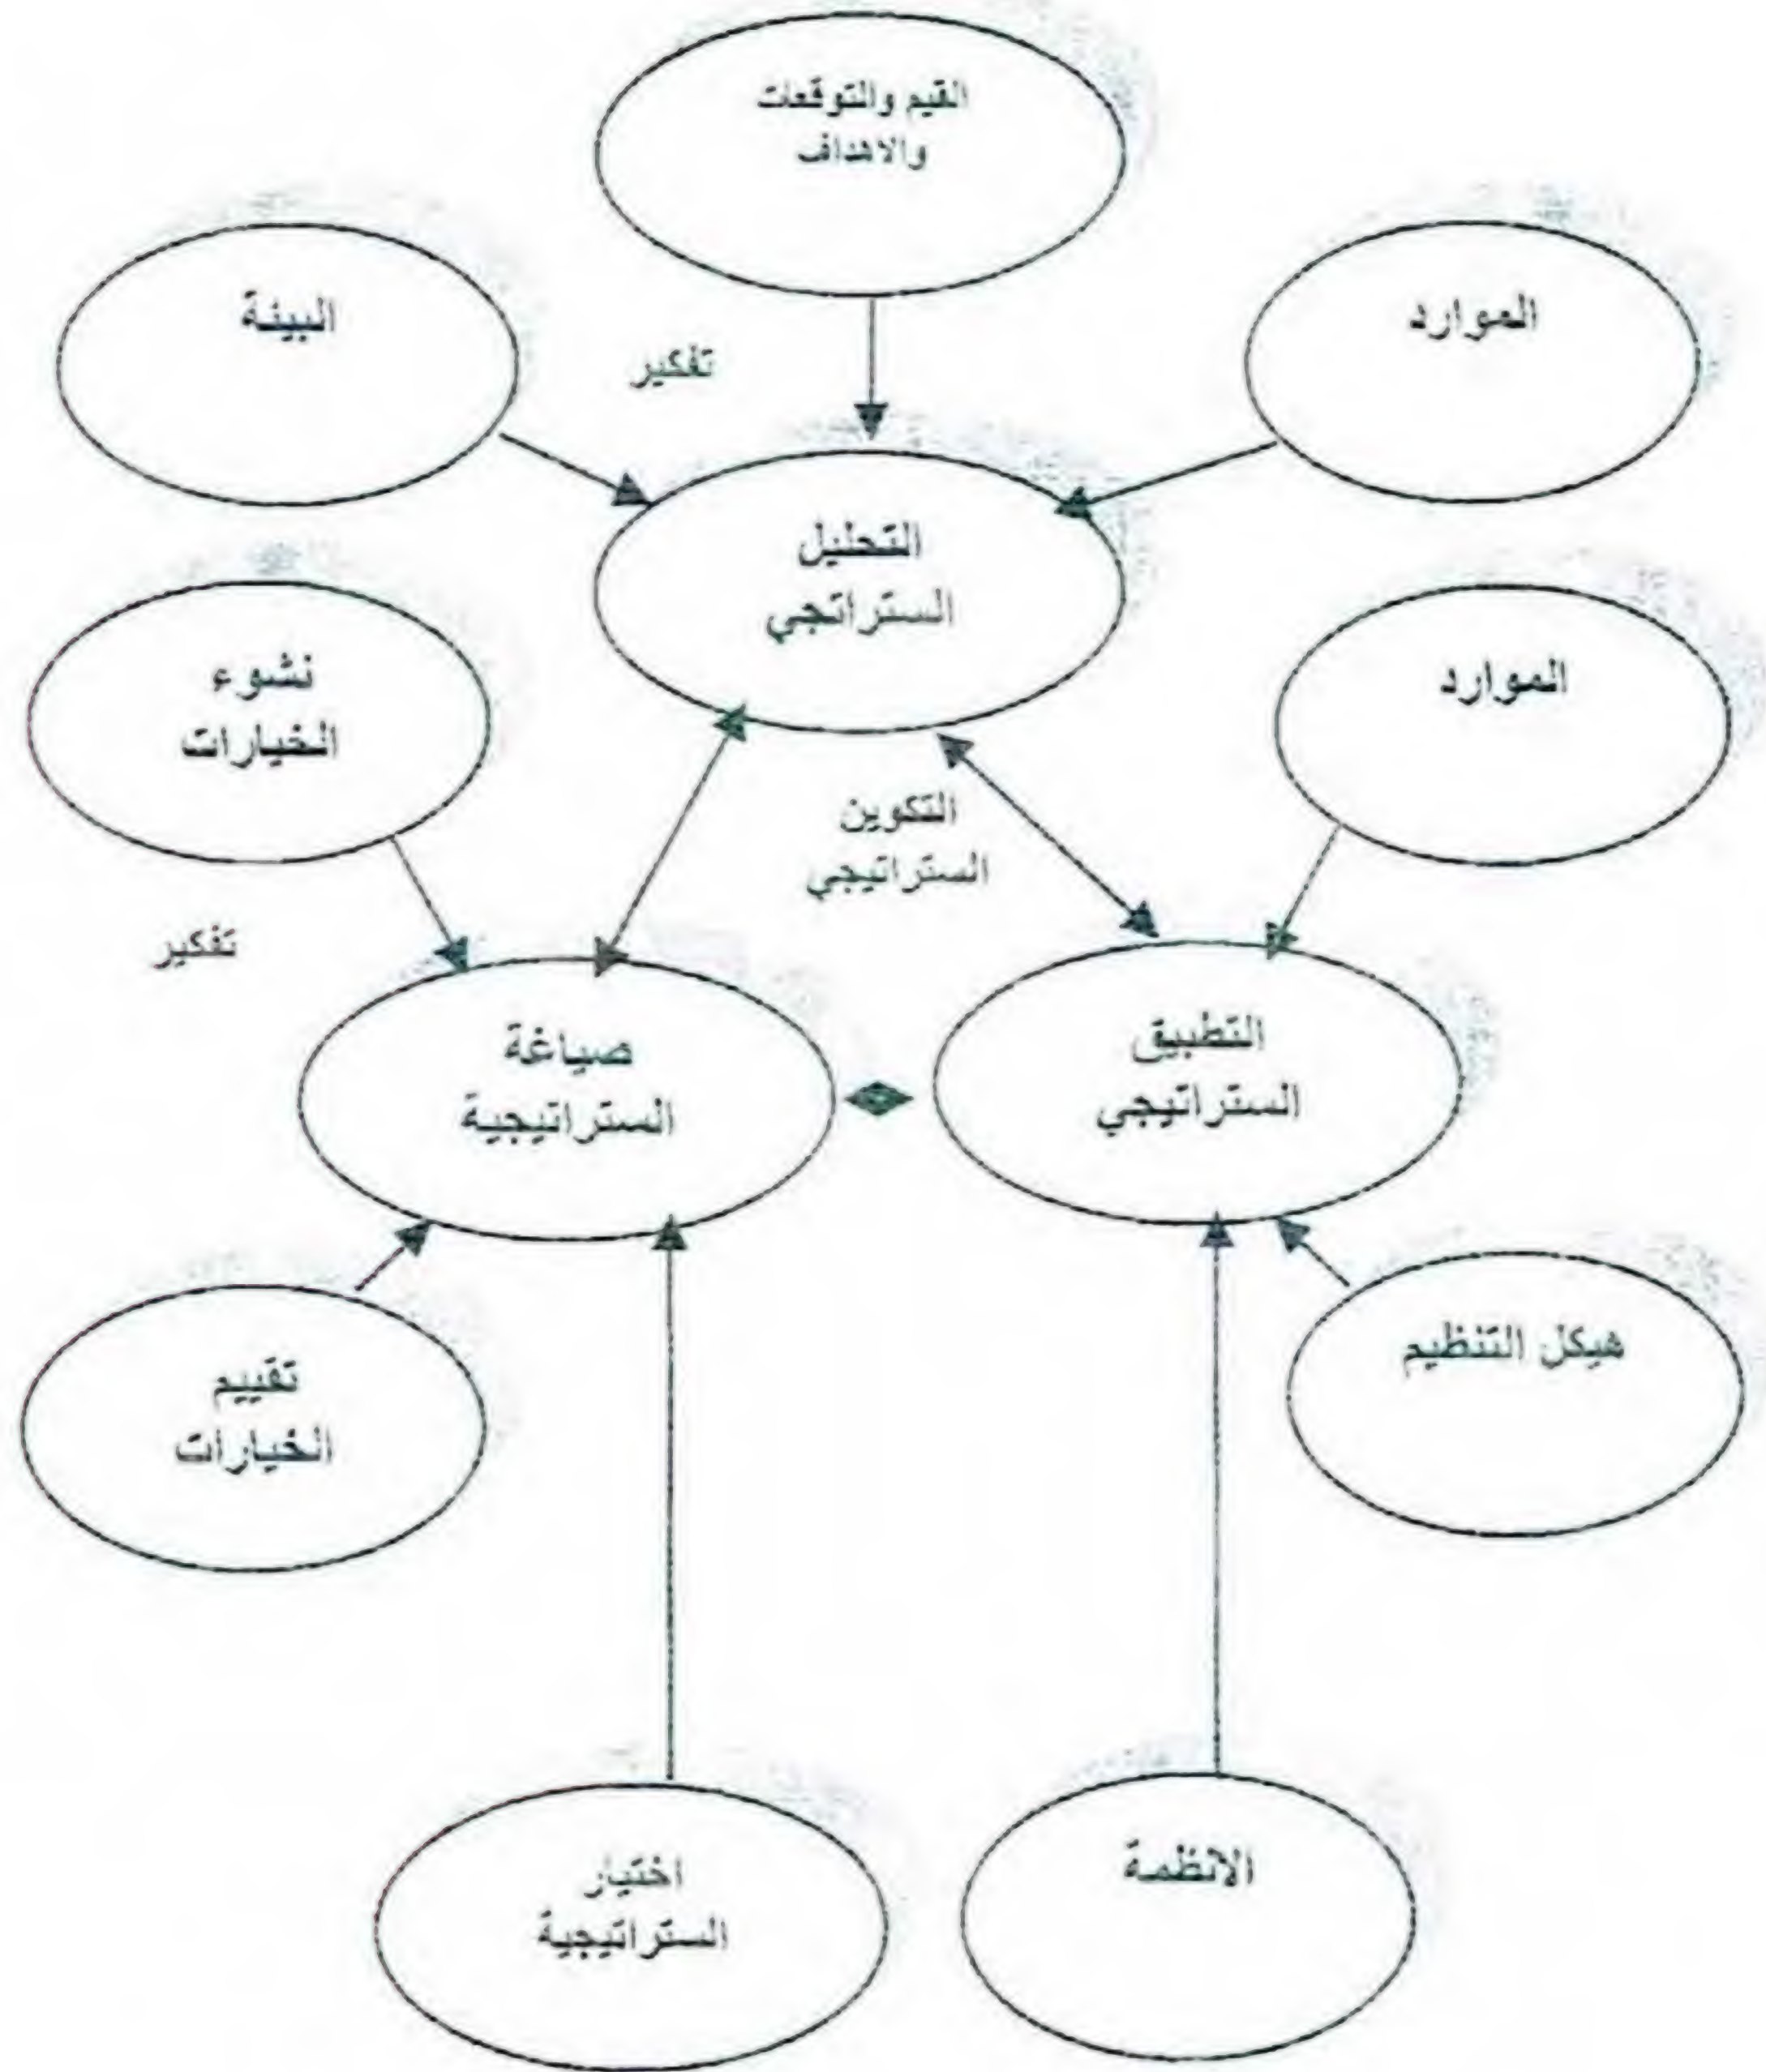 القيم والتوقعات
والاهداف
البيئة
الموارد
تفكير
التحليل
الستراتجي
نشوء
الخيارات
الموارد
التكوين
الستراتيجي
تفكير
صياغة
الستراتيجية
التطبيق
الستراتيجي
تقييم
الخيارات
هيكل التنظيم
اختيار
الستراتيجية
الانظمة